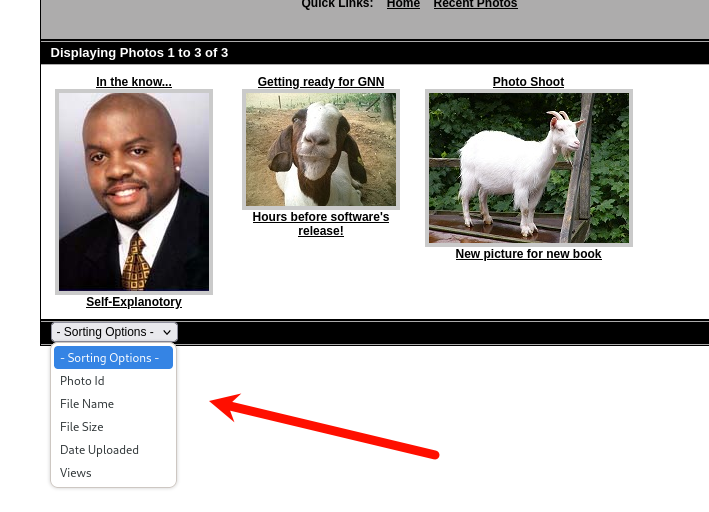 Quick Links: Home Recent Photos
Displaying Photos 1 to 3 of 3
In the know...
Self-Explanotory
Getting ready for GNN
Hours before software's
release!
Photo Shoot
New picture for new book
- Sorting Options -
- Sorting Options -
Photo Id
File Name
File Size
Date Uploaded
Views